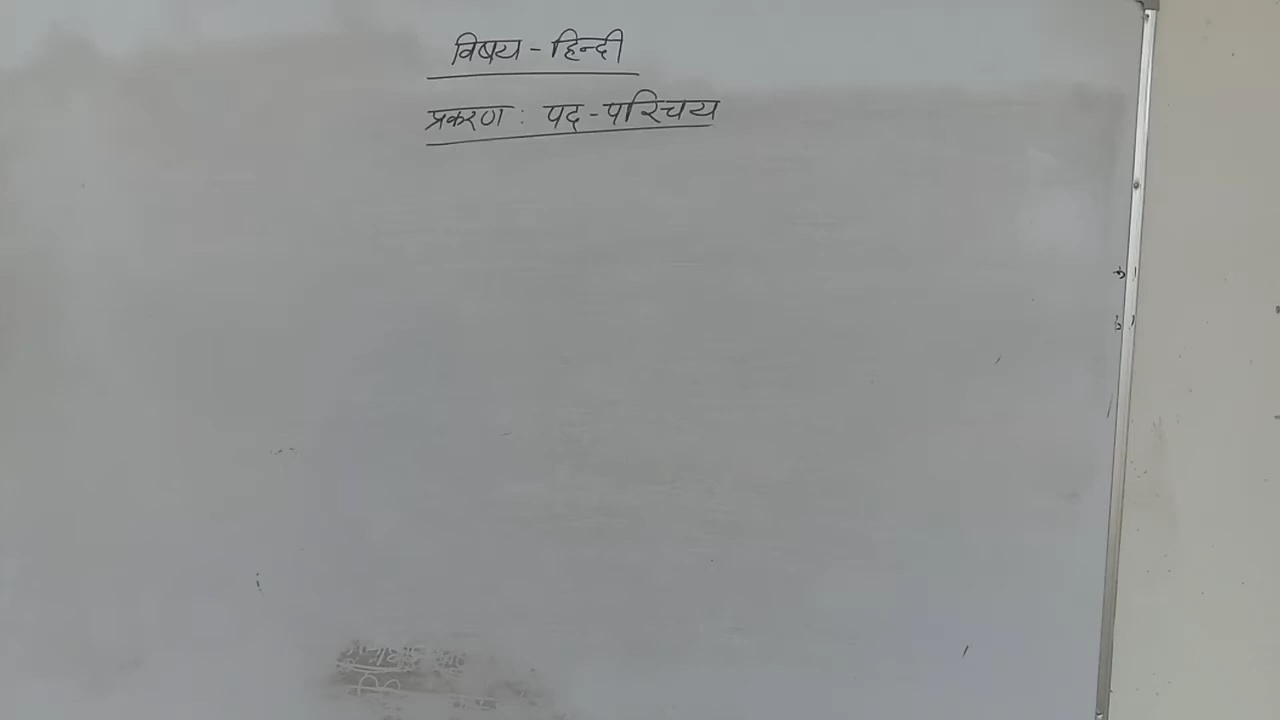 विषय - हिन्दी
प्रकरण : पद - परिचय